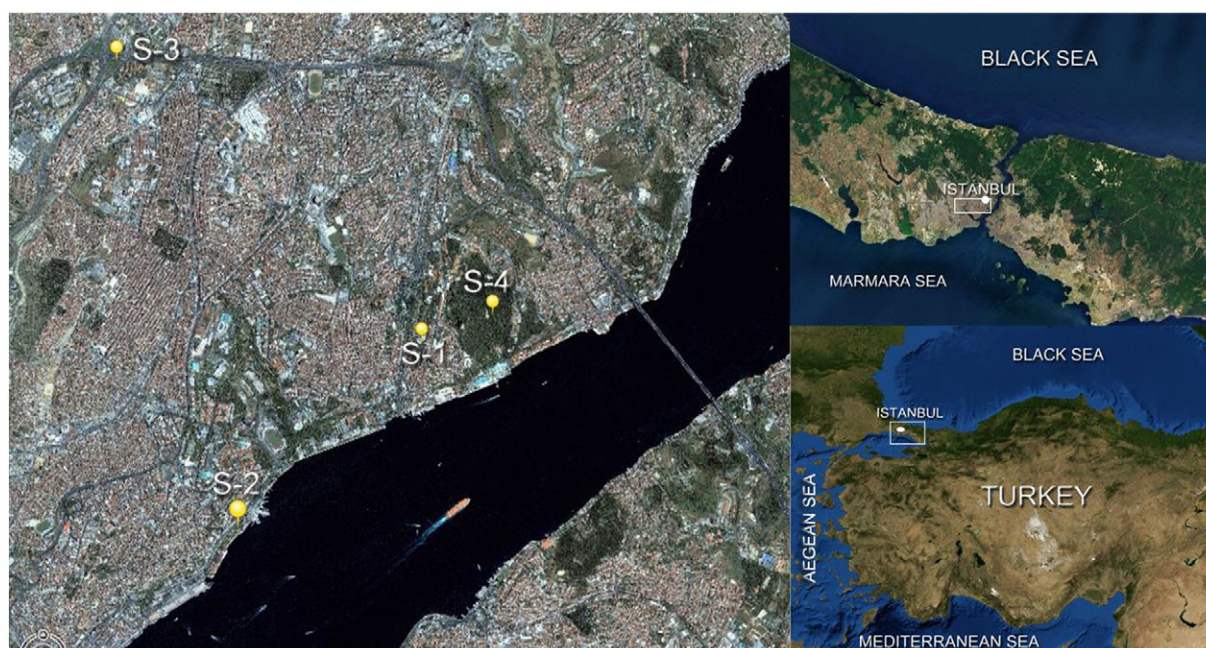 S-3
S-4
S-1
S-2
BLACK SEA
ISTANBUL
MARMARA SEA
BLACK SEA
ISTANBUL
AEGEAN SEA
TURKEY
MEDITERRANEAN SEA